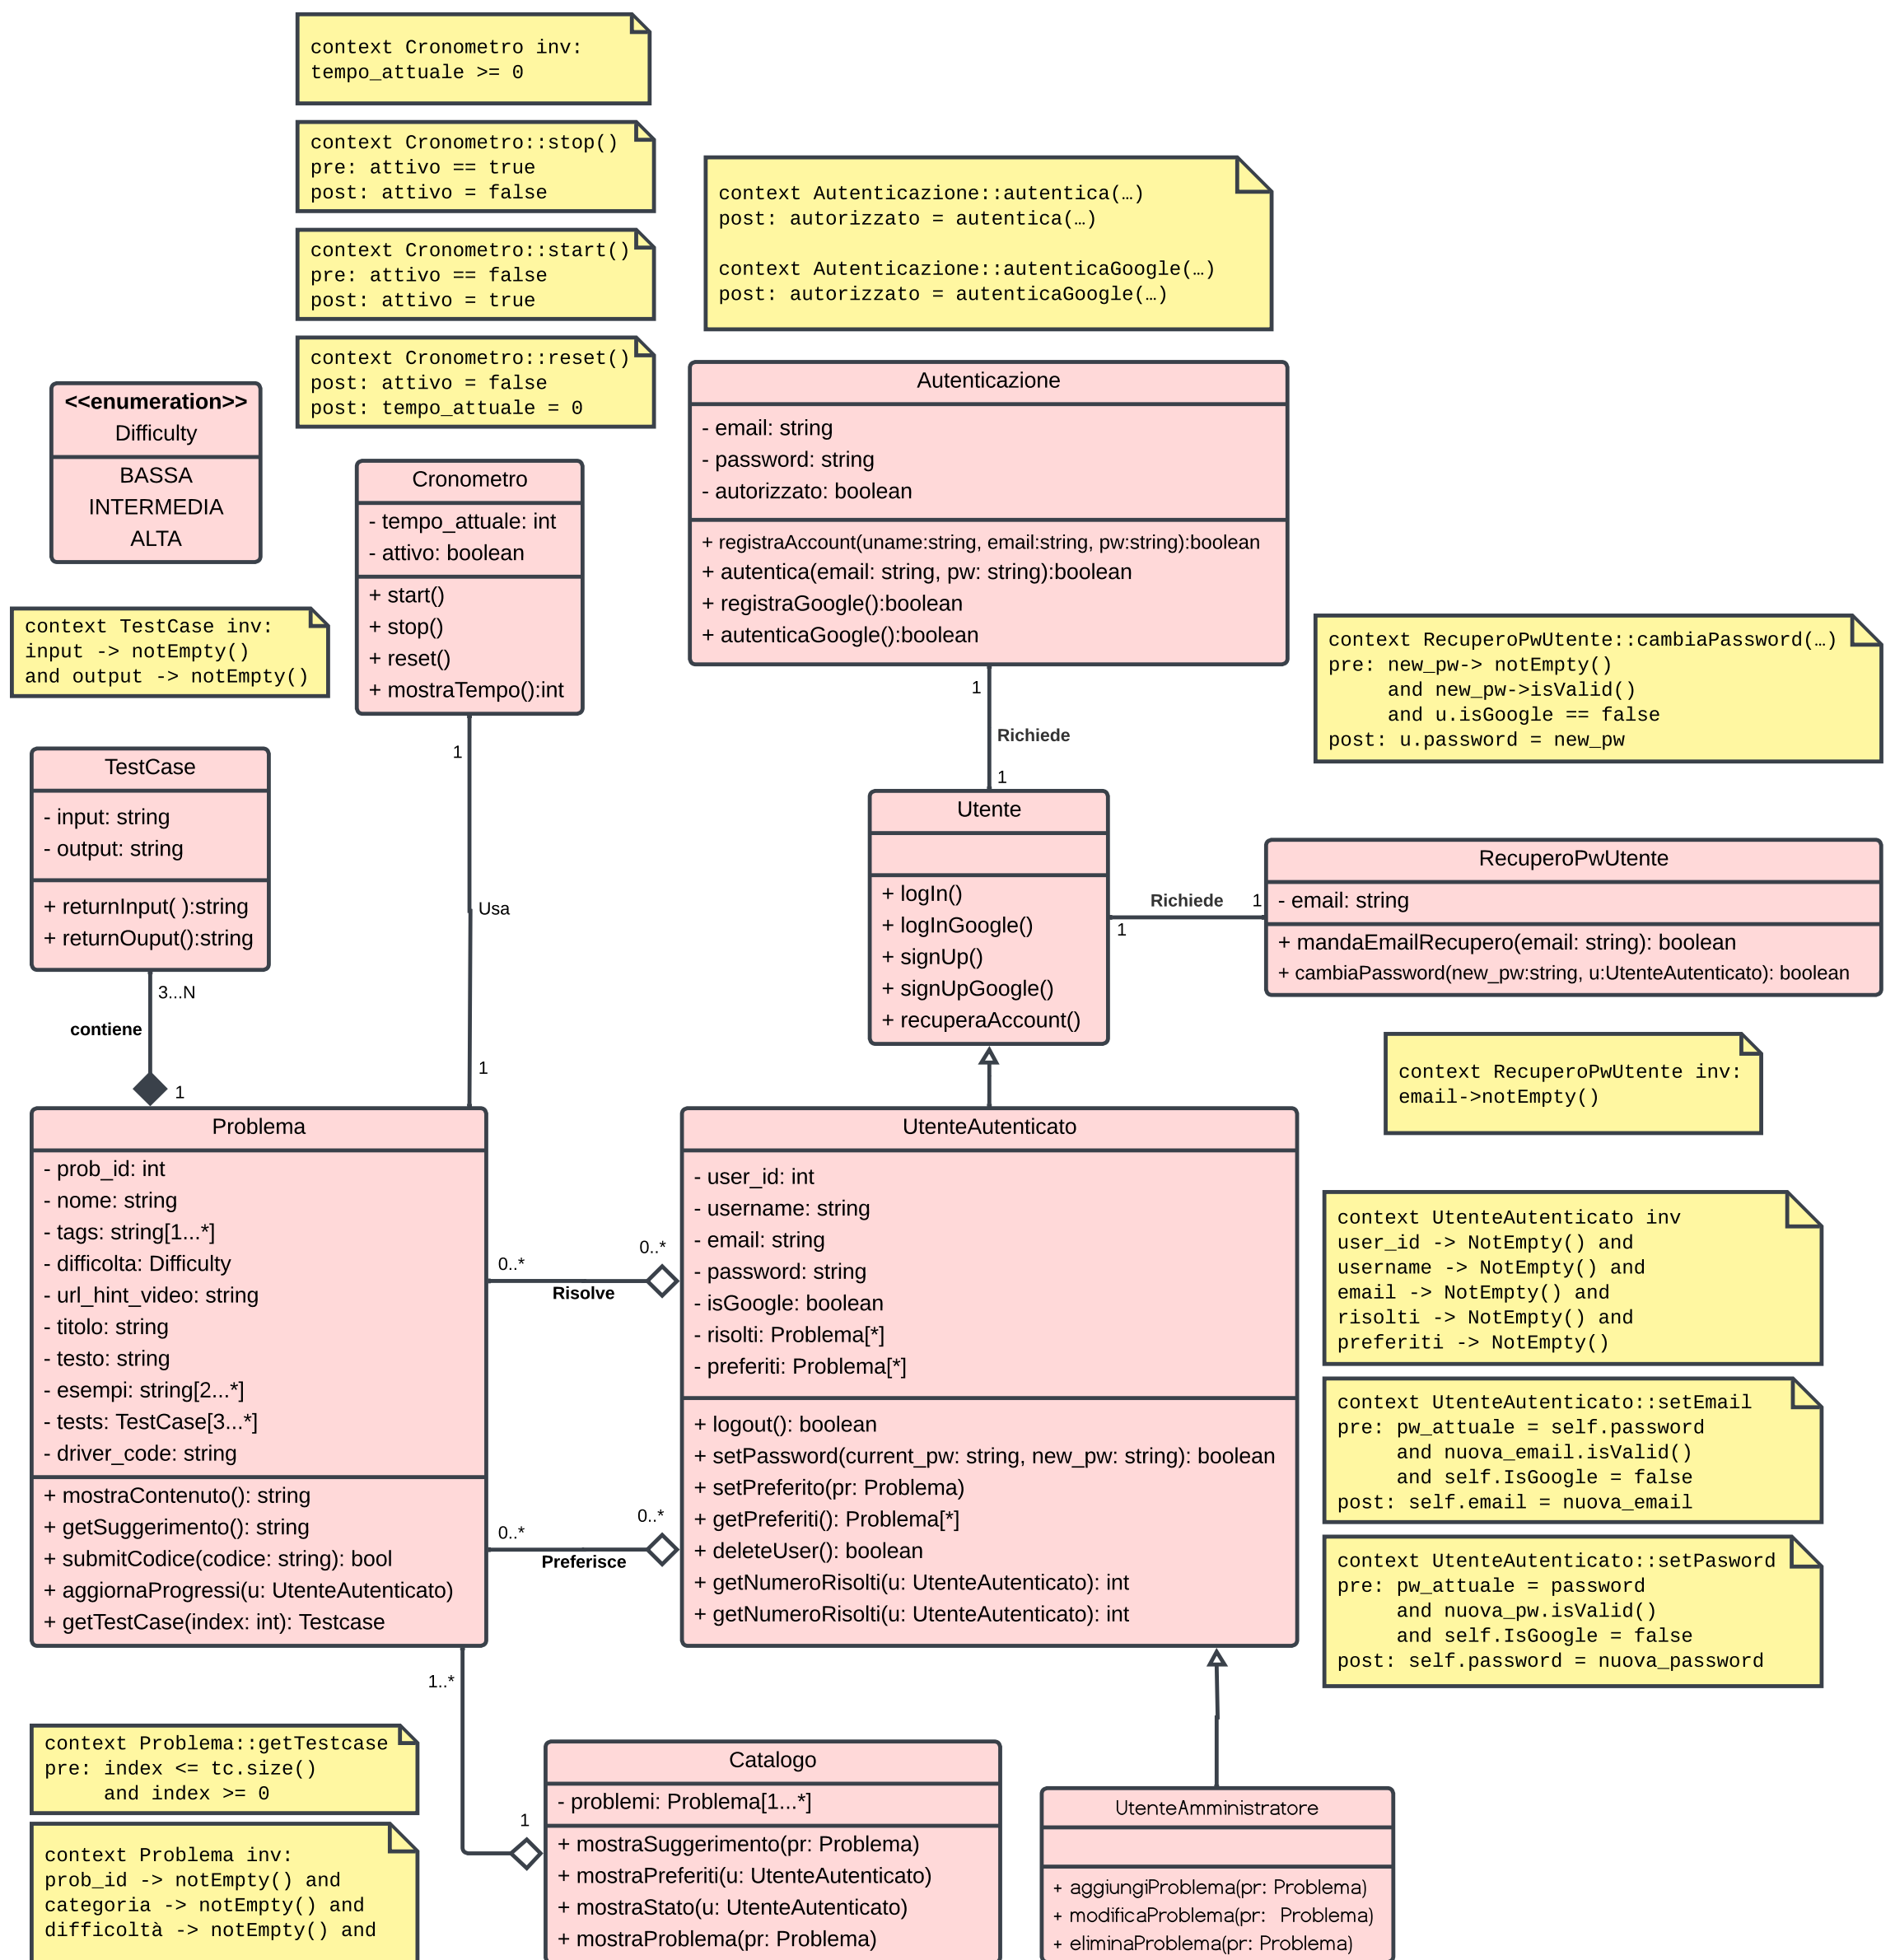 context Cronometro inv:
tempo_attuale >= 0
context Cronometro::stop()
pre: attivo == true
post: attivo = false
context Cronometro::start()
pre: attivo == false
post: attivo = true
context Cronometro::reset()
post: attivo = false
post: tempo_attuale = 0
context Autenticazione::autentica(…)
post: autorizzato = autentica(…)
context Autenticazione::autenticaGoogle(…)
post: autorizzato = autenticaGoogle(…)
<<enumeration>>
Difficulty
BASSA
INTERMEDIA
ALTA
Cronometro
- tempo_attuale: int
- attivo: boolean
+ start()
+ stop()
+ reset()
+ mostraTempo():int
Autenticazione
- email: string
- password: string
- autorizzato: boolean
+ registraAccount(uname:string, email:string, pw:string):boolean
+ autentica(email: string, pw: string):boolean
+ registraGoogle():boolean
+ autenticaGoogle():boolean
context TestCase inv:
input -> notEmpty()
and output -> notEmpty()
context RecuperoPwUtente::cambiaPassword(…)
pre: new_pw-> notEmpty()
and new_pw->isValid()
and u.isGoogle == false
post: u.password = new_pw
1
Richiede
1
1
Usa
1
TestCase
- input: string
- output: string
+ returnInput( ):string
+ returnOuput():string
Utente
+ logIn()
+ logInGoogle()
+ signUp()
+ signUpGoogle()
+ recuperaAccount()
Richiede
1
1
RecuperoPwUtente
- email: string
+ mandaEmailRecupero(email: string): boolean
+ cambiaPassword(new_pw:string, u:UtenteAutenticato): boolean
3...N
contiene
1
context RecuperoPwUtente inv:
email->notEmpty()
Problema
- prob_id: int
- nome: string
- tags: string[1...*]
- difficolta: Difficulty
- url_hint_video: string
- titolo: string
- testo: string
- esempi: string[2...*]
- tests: TestCase[3...*]
- driver_code: string
+ mostraContenuto(): string
+ getSuggerimento(): string
+ submitCodice(codice: string): bool
+ aggiornaProgressi(u: UtenteAutenticato)
+ getTestCase(index: int): Testcase
0..*
0..*
Risolve
0..*
0..*
Preferisce
UtenteAutenticato
- user_id: int
- username: string
- email: string
- password: string
- isGoogle: boolean
- risolti: Problema[*]
- preferiti: Problema[*]
+ logout(): boolean
+ setPassword(current_pw: string, new_pw: string): boolean
+ setPreferito(pr: Problema)
+ getPreferiti(): Problema[*]
+ deleteUser(): boolean
+ getNumeroRisolti(u: UtenteAutenticato): int
+ getNumeroRisolti(u: UtenteAutenticato): int
context UtenteAutenticato inv
user_id -> NotEmpty() and
username -> NotEmpty() and
email -> NotEmpty() and
risolti -> NotEmpty() and
preferiti -> NotEmpty()
context UtenteAutenticato::setEmail
pre: pw_attuale = self.password
and nuova_email.isValid()
and self.IsGoogle = false
post: self.email = nuova_email
context UtenteAutenticato::setPasword
pre: pw_attuale = password
and nuova_pw.isValid()
and self.IsGoogle = false
post: self.password = nuova_password
1..*
1
context Problema::getTestcase
pre: index <= tc.size()
and index >= 0
context Problema inv:
prob_id -> notEmpty() and
categoria -> notEmpty() and
difficoltà -> notEmpty() and
Catalogo
- problemi: Problema[1...*]
+ mostraSuggerimento(pr: Problema)
+ mostraPreferiti(u: UtenteAutenticato)
+ mostraStato(u: UtenteAutenticato)
+ mostraProblema(pr: Problema)
UtenteAmministratore
+ aggiungiProblema(pr: Problema)
+ modificaProblema(pr: Problema)
+ eliminaProblema(pr: Problema)